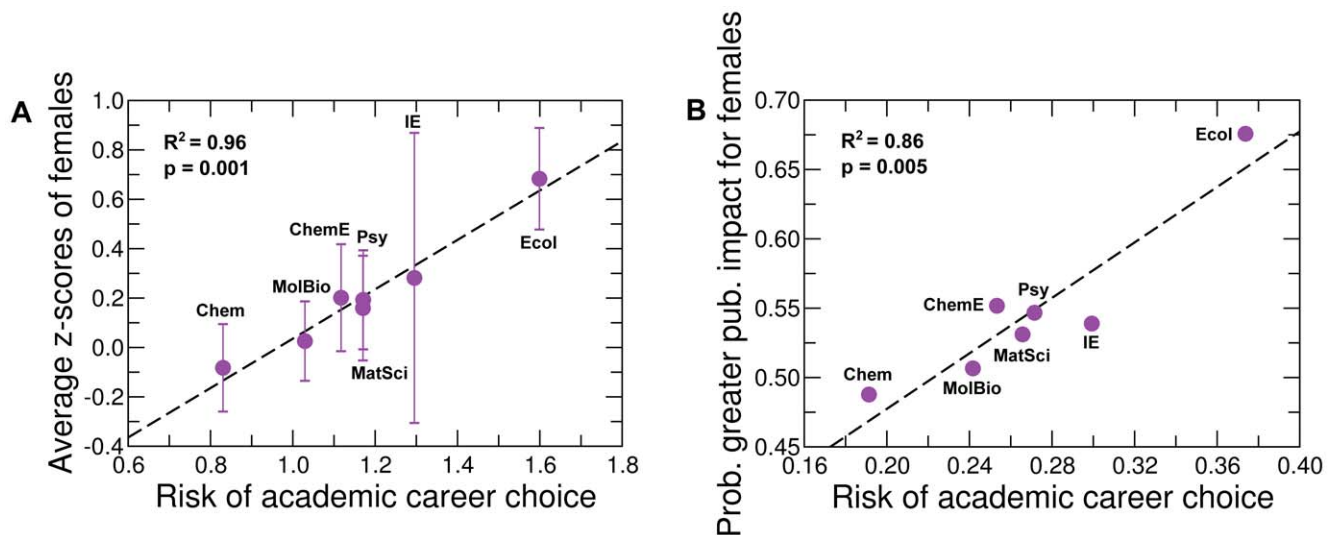 A
Average z-scores of females
1.0
0.8
0.6
0.4
0.2
0.0
-0.2
-0.4
R² = 0.96
p = 0.001
IE
ChemE
Psy
Ecol
MolBio
Chem
MatSci
0.6
0.8
1.0
1.2
1.4
1.6
1.8
Risk of academic career choice
B
Prob. greater pub. impact for females
0.70
0.65
0.60
0.55
0.50
0.45
R² = 0.86
p = 0.005
Ecol
ChemE
Psy
IE
MatSci
Chem
MolBio
0.16
0.20
0.24
0.28
0.32
0.36
0.40
Risk of academic career choice